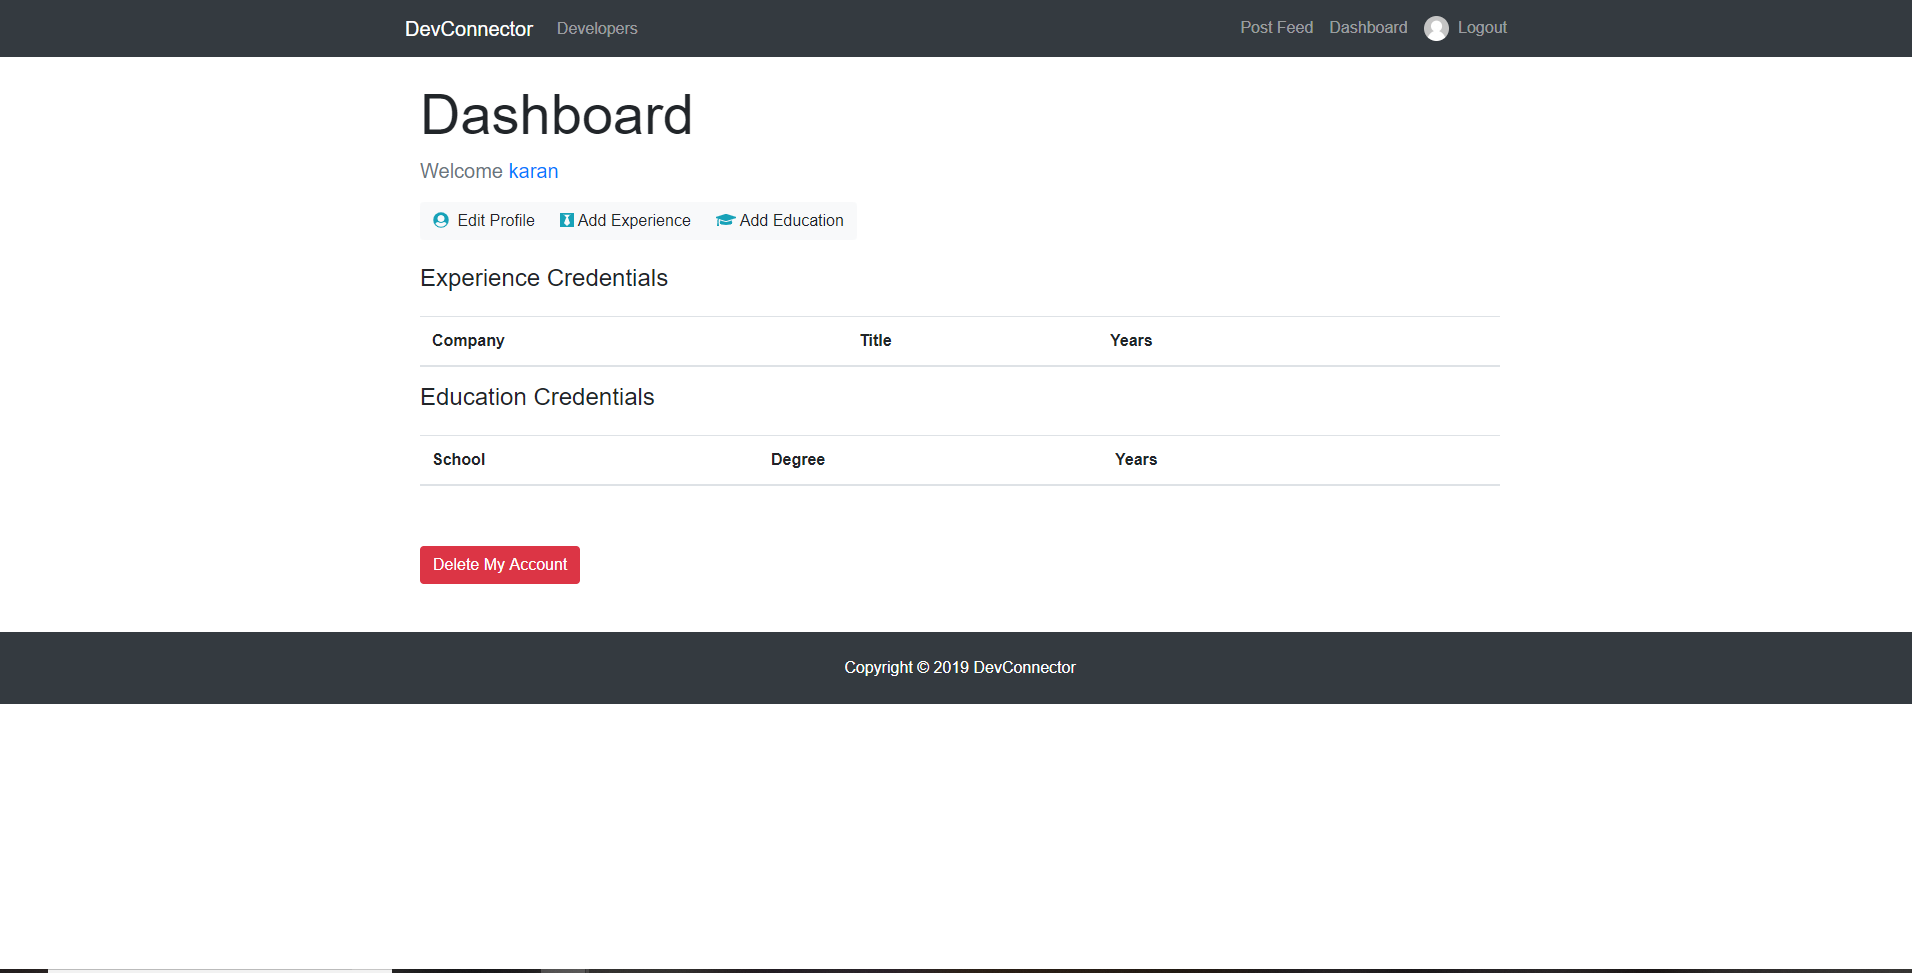 DevConnector Developers Post Feed Dashboard Logout
Dashboard
Welcome karan
Edit Profile Add Experience Add Education
Experience Credentials
Company Title Years
Education Credentials
School Degree Years
Delete My Account
Copyright © 2019 DevConnector